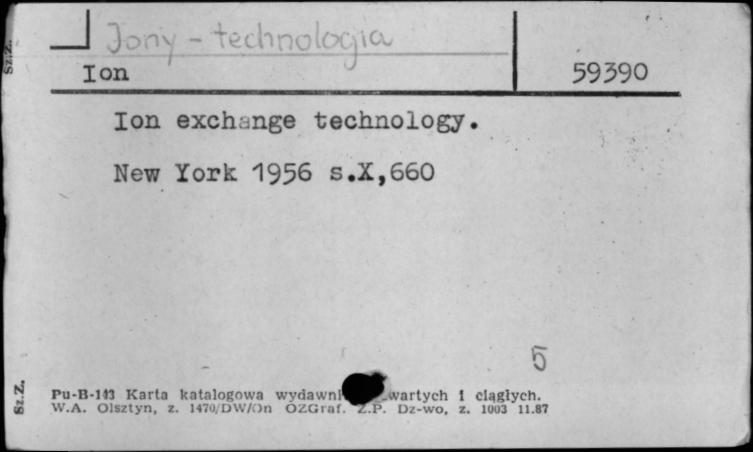 Jony - technologia
Ion 59390
Ion exchange technology.
New York 1956 s.X,660
5
Pu-B-143 Karta katalogowa wartych i ciągłych.
W.A. Olsztyn, z. 1470/DW/On OZGraf. Z.P. Dz-wo, z. 1003 11.87
Sz.Z.
Sz.Z.